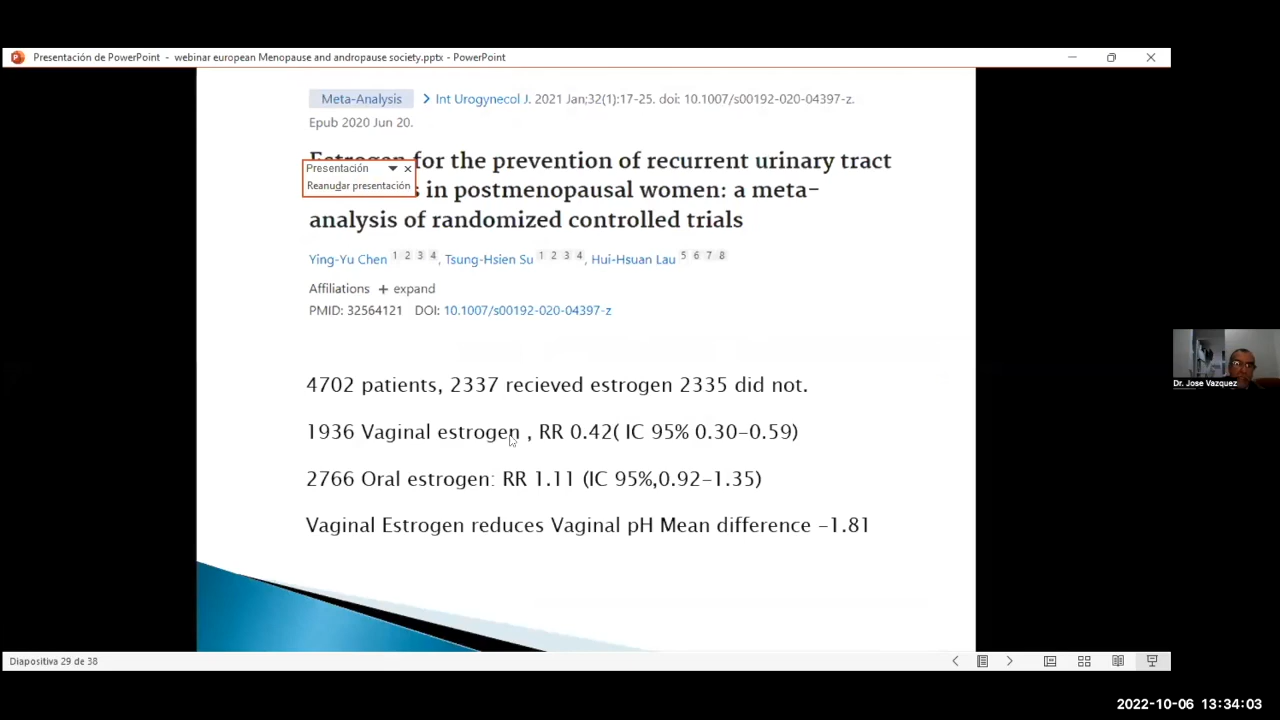 Presentación de PowerPoint - webinar european Menopause and andropause society.pptx - PowerPoint
Meta-Analysis > Int Urogynecol J. 2021 Jan;32(1):17-25. doi: 10.1007/s00192-020-04397-z.
Epub 2020 Jun 20.
for the prevention of recurrent urinary tract
Presentación
Reanudar presentación
in postmenopausal women: a meta-
analysis of randomized controlled trials
Ying-Yu Chen 1 2 3 4, Tsung-Hsien Su 1 2 3 4, Hui-Hsuan Lau 5 6 7 8
Affiliations + expand
PMID: 32564121 DOI: 10.1007/s00192-020-04397-z
4702 patients, 2337 recieved estrogen 2335 did not.
1936 Vaginal estrogen , RR 0.42( IC 95% 0.30-0.59)
2766 Oral estrogen: RR 1.11 (IC 95%,0.92-1.35)
Vaginal Estrogen reduces Vaginal pH Mean difference -1.81
Dr. Jose Vazquez
Diapositiva 29 de 38
2022-10-06 13:34:03